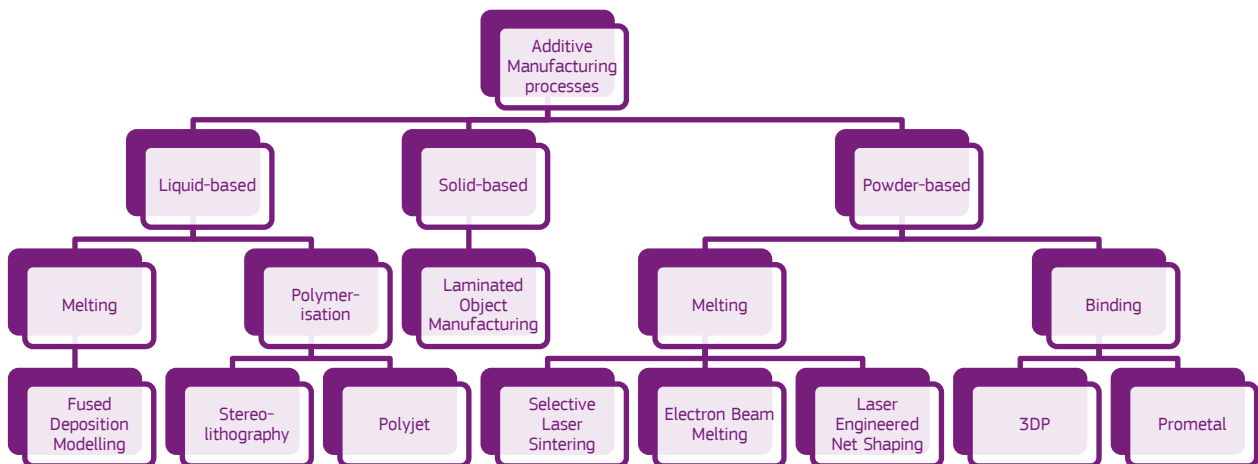 Additive
Manufacturing
processes
Liquid-based
Solid-based
Powder-based
Melting
Polymer-
isation
Laminated
Object
Manufacturing
Melting
Binding
Fused
Deposition
Modelling
Stereo-
lithography
Polyjet
Selective
Laser
Sintering
Electron Beam
Melting
Laser
Engineered
Net Shaping
3DP
Prometal